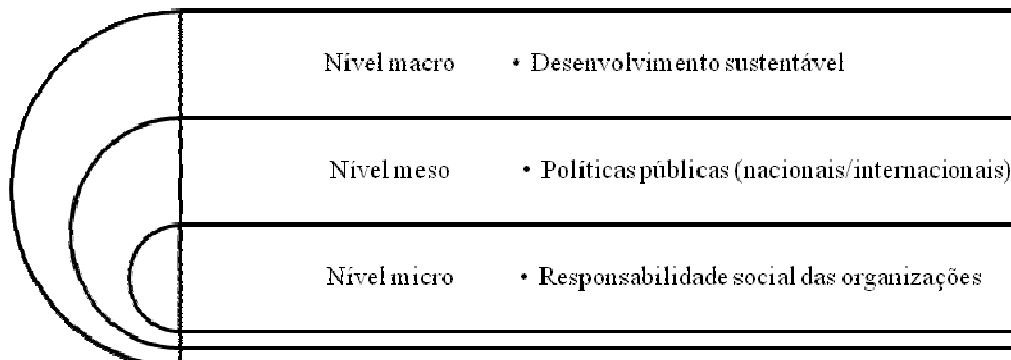 Nível macro • Desenvolvimento sustentável
Nível meso • Políticas públicas (nacionais/internacionais)
Nível micro • Responsabilidade social das organizações